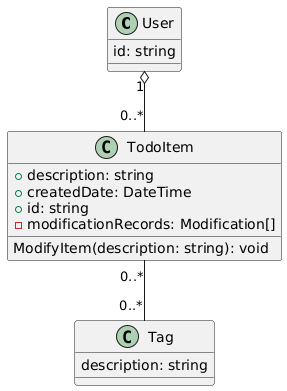 C User
id: string
1
0..*
C TodoItem
description: string
createdDate: DateTime
id: string
modificationRecords: Modification[]
ModifyItem(description: string): void
0..*
0..*
C Tag
description: string